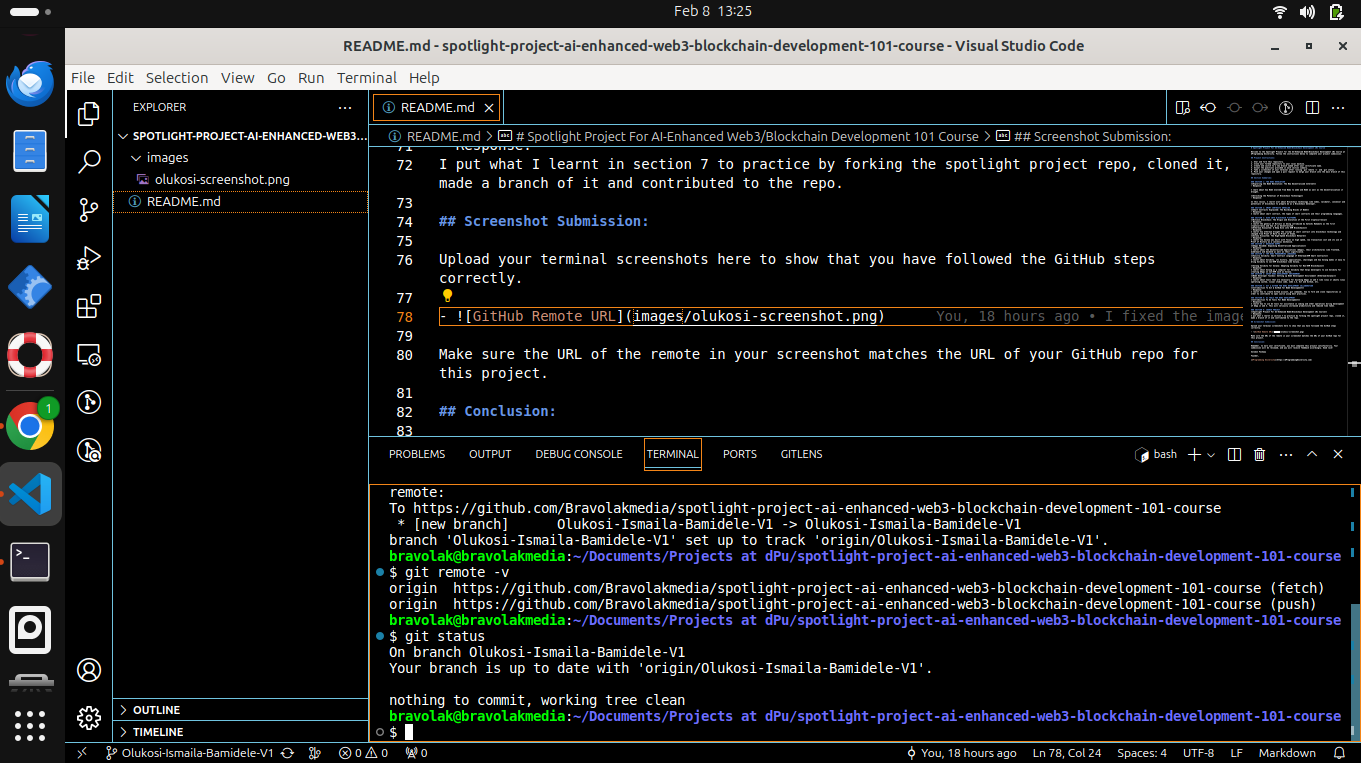 Feb 8 13:25
README.md - spotlight-project-ai-enhanced-web3-blockchain-development-101-course - Visual Studio Code
File Edit Selection View Go Run Terminal Help
EXPLORER
SPOTLIGHT-PROJECT-AI-ENHANCED-WEB3...
images
olukosi-screenshot.png
README.md
OUTLINE
TIMELINE
README.md
README.md > # Spotlight Project For AI-Enhanced Web3/Blockchain Development 101 Course > ## Screenshot Submission:
71 Response:
72 I put what I learnt in section 7 to practice by forking the spotlight project repo, cloned it,
made a branch of it and contributed to the repo.
73
74 ## Screenshot Submission:
75
76 Upload your terminal screenshots here to show that you have followed the GitHub steps
correctly.
77
78 - ![GitHub Remote URL](images/olukosi-screenshot.png) You, 18 hours ago • I fixed the image
79
80 Make sure the URL of the remote in your screenshot matches the URL of your GitHub repo for
this project.
81
82 ## Conclusion:
83
PROBLEMS OUTPUT DEBUG CONSOLE TERMINAL PORTS GITLENS
bash
remote:
To https://github.com/Bravolakmedia/spotlight-project-ai-enhanced-web3-blockchain-development-101-course
* [new branch] Olukosi-Ismaila-Bamidele-V1 -> Olukosi-Ismaila-Bamidele-V1
branch 'Olukosi-Ismaila-Bamidele-V1' set up to track 'origin/Olukosi-Ismaila-Bamidele-V1'.
bravolak@bravolakmedia:~/Documents/Projects at dPu/spotlight-project-ai-enhanced-web3-blockchain-development-101-course
$ git remote -v
origin https://github.com/Bravolakmedia/spotlight-project-ai-enhanced-web3-blockchain-development-101-course (fetch)
origin https://github.com/Bravolakmedia/spotlight-project-ai-enhanced-web3-blockchain-development-101-course (push)
bravolak@bravolakmedia:~/Documents/Projects at dPu/spotlight-project-ai-enhanced-web3-blockchain-development-101-course
$ git status
On branch Olukosi-Ismaila-Bamidele-V1
Your branch is up to date with 'origin/Olukosi-Ismaila-Bamidele-V1'.
nothing to commit, working tree clean
bravolak@bravolakmedia:~/Documents/Projects at dPu/spotlight-project-ai-enhanced-web3-blockchain-development-101-course
$
1
Olukosi-Ismaila-Bamidele-V1 0 0 0 You, 18 hours ago Ln 78, Col 24 Spaces: 4 UTF-8 LF Markdown